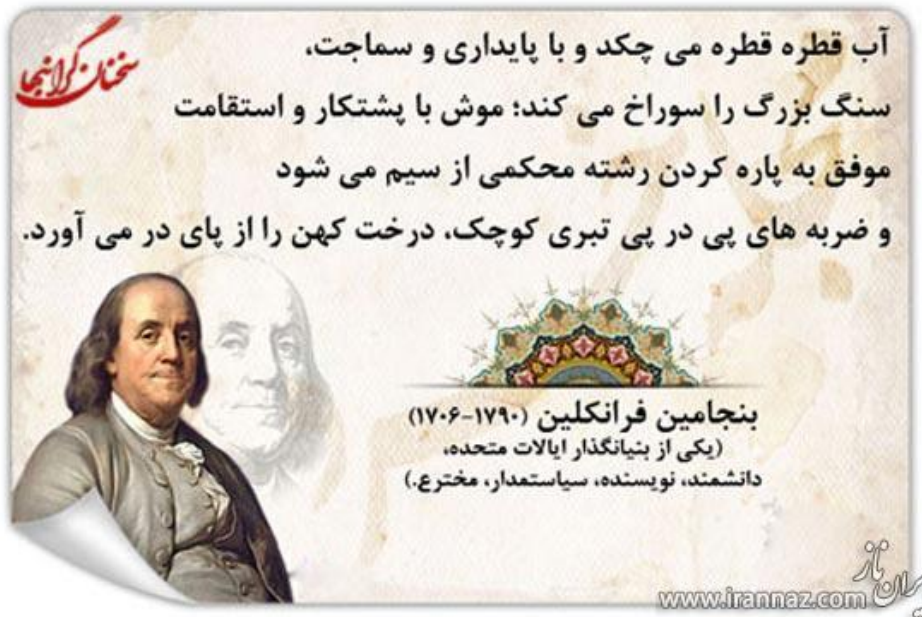 سخنان گرانبها
آب قطره قطره می چکد و با پایداری و سماجت،
سنگ بزرگ را سوراخ می کند؛ موش با پشتکار و استقامت
موفق به پاره کردن رشته محکمی از سیم می شود
و ضربه های پی در پی تبری کوچک، درخت کهن را از پای در می آورد.
بنجامین فرانکلین (۱۷۹۰-۱۷۰۶)
(یکی از بنیانگذار ایالات متحده،
دانشمند، نویسنده، سیاستمدار، مخترع.)
ایران ناز
www.irannaz.com